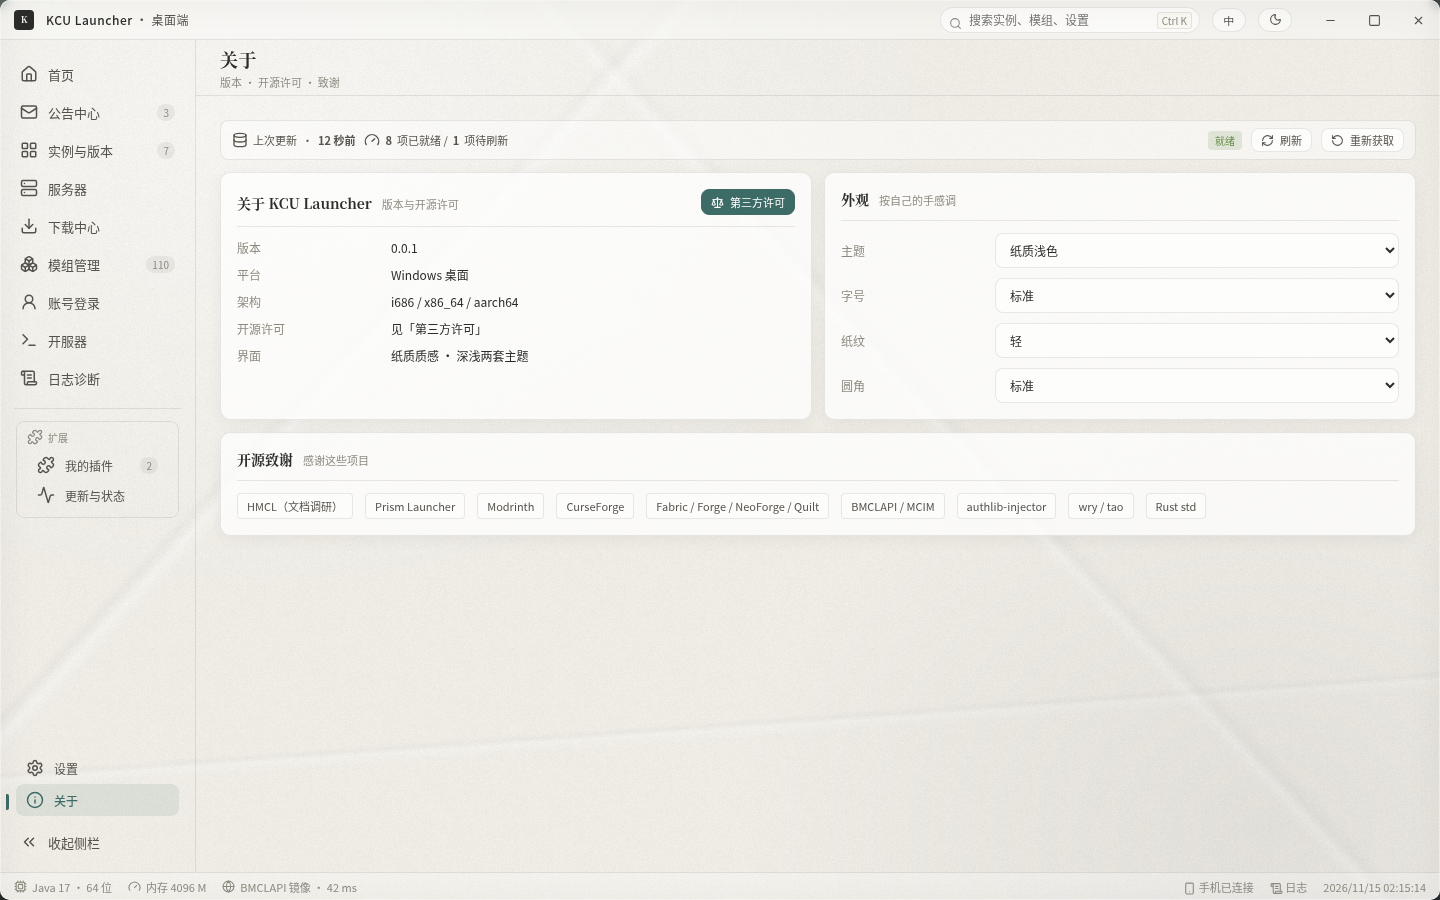 K KCU Launcher · 桌面端
搜索实例、模组、设置 Ctrl K 中
首页
公告中心 3
实例与版本 7
服务器
下载中心
模组管理 110
账号登录
开服器
日志诊断
扩展
我的插件 2
更新与状态
设置
关于
收起侧栏
关于
版本 · 开源许可 · 致谢
上次更新 · 12 秒前 8 项已就绪 / 1 项待刷新
就绪 刷新 重新获取
关于 KCU Launcher 版本与开源许可 第三方许可
版本 0.0.1
平台 Windows 桌面
架构 i686 / x86_64 / aarch64
开源许可 见「第三方许可」
界面 纸质质感 · 深浅两套主题
外观 按自己的手感调
主题 纸质浅色
字号 标准
纸纹 轻
圆角 标准
开源致谢 感谢这些项目
HMCL（文档调研） Prism Launcher Modrinth CurseForge Fabric / Forge / NeoForge / Quilt BMCLAPI / MCIM authlib-injector wry / tao Rust std
Java 17 · 64 位 内存 4096 M BMCLAPI 镜像 · 42 ms
手机已连接 日志 2026/11/15 02:15:14